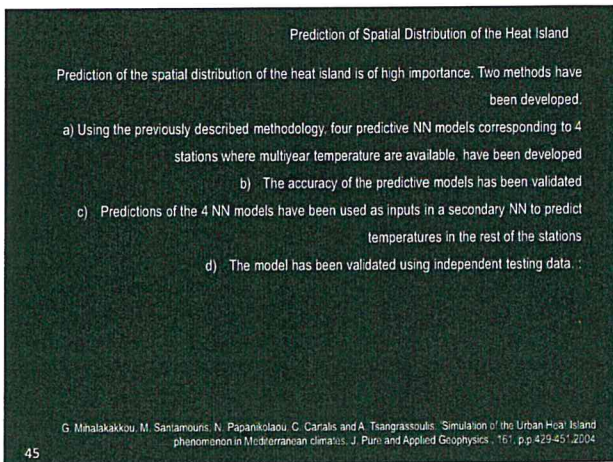 Prediction of Spatial Distribution of the Heat Island
Prediction of the spatial distribution of the heat island is of high importance. Two methods have
been developed.
a) Using the previously described methodology, four predictive NN models corresponding to 4
stations where multiyear temperature are available, have been developed
b) The accuracy of the predictive models has been validated
c) Predictions of the 4 NN models have been used as inputs in a secondary NN to predict
temperatures in the rest of the stations
d) The model has been validated using independent testing data. :
G. Mihalakakkou, M. Santamouris, N. Papanikolaou, C. Cartalis and A. Tsangrassoulis. 'Simulation of the Urban Heat Island
phenomenon in Mediterranean climates, J. Pure and Applied Geophysics , 161, p.p 429-451,2004
45